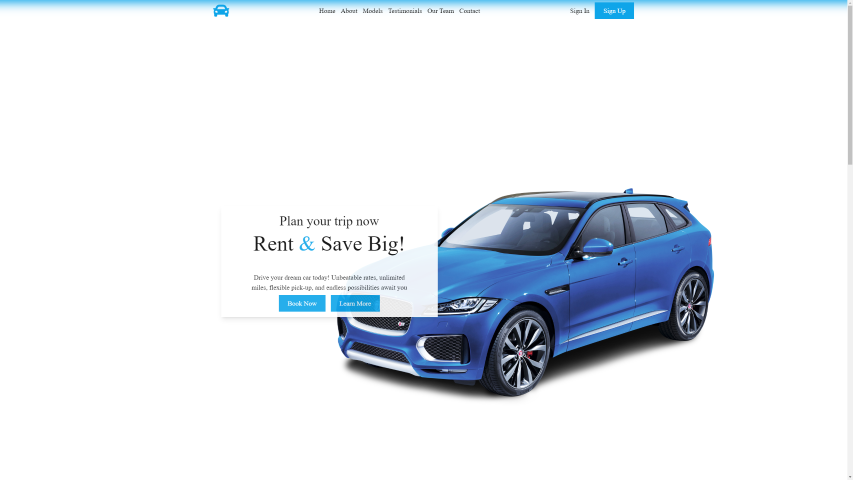 Home About Models Testimonials Our Team Contact Sign In Sign Up
Plan your trip now
Rent & Save Big!
Drive your dream car today! Unbeatable rates, unlimited
miles, flexible pick-up, and endless possibilities await you
Book Now Learn More